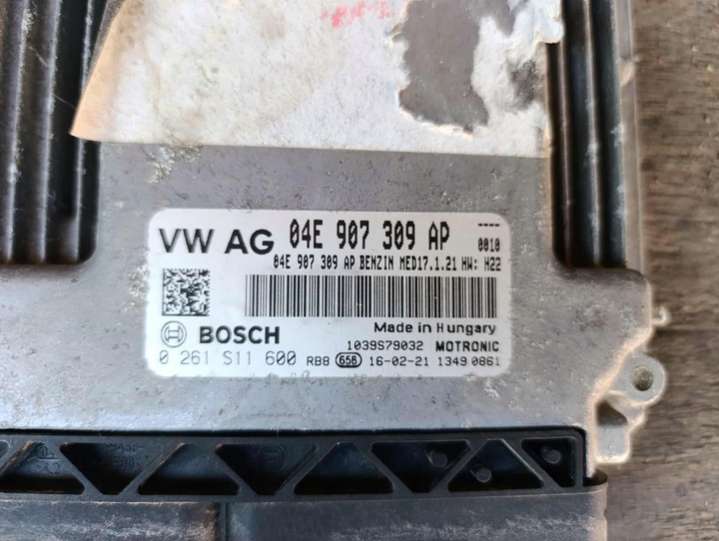 VW AG 04E 907 309 AP ----
0010
04E 907 309 AP BENZIN MED17.1.21 HW: H22
BOSCH Made in Hungary
1039S79032 MOTRONIC
0 261 S11 600 RB8 656 16-02-21 1349 0861